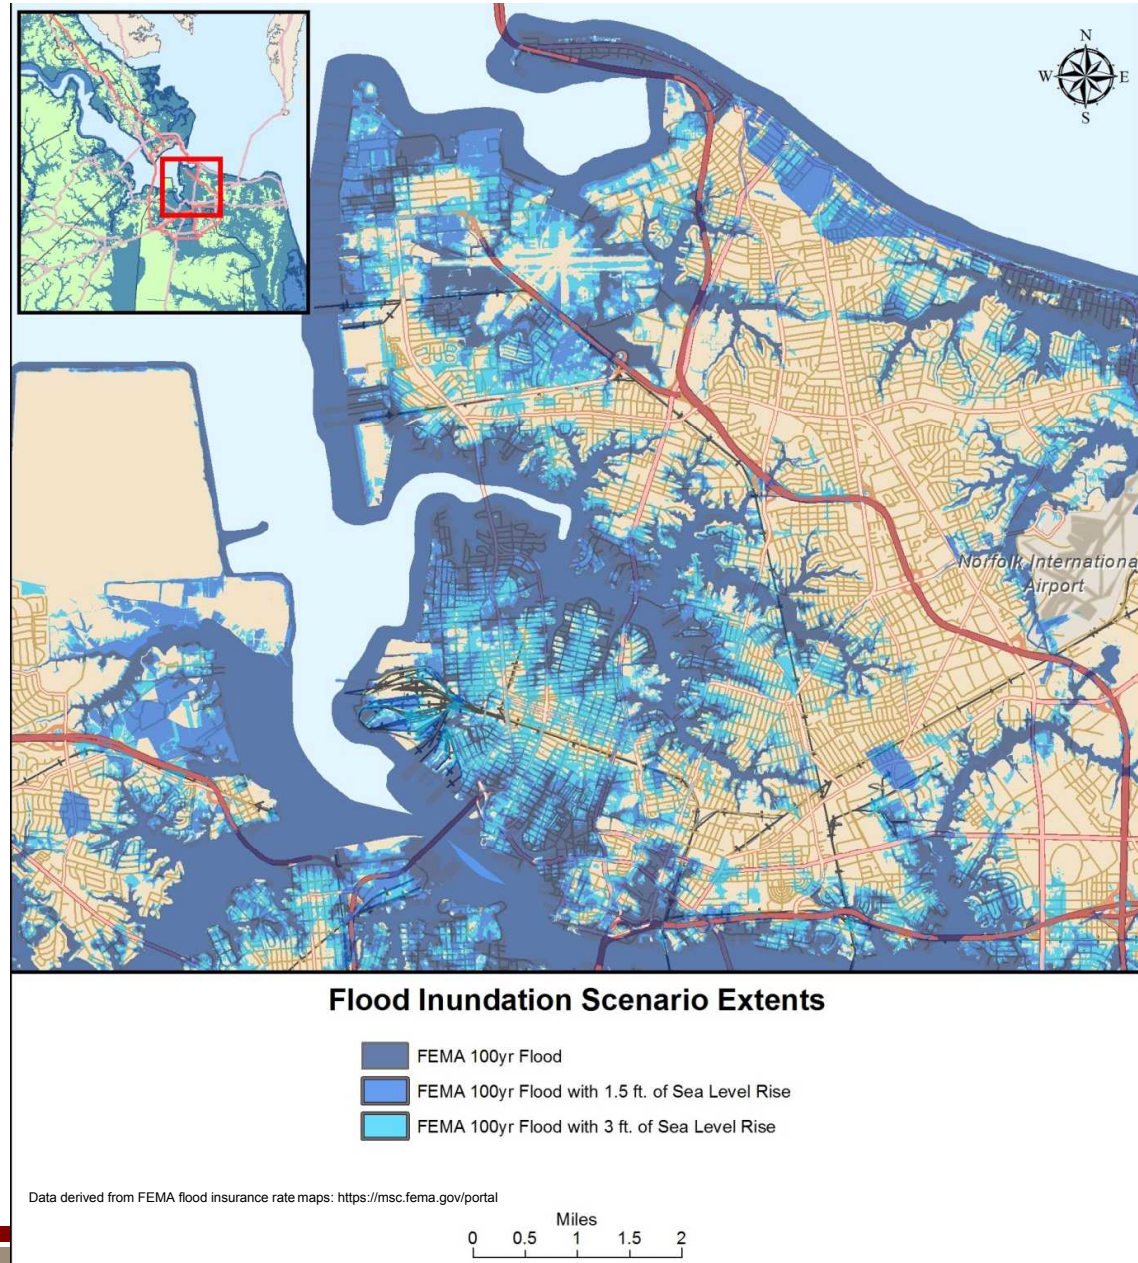 N
W E
S
Norfolk Internationa
Airport
Flood Inundation Scenario Extents
FEMA 100yr Flood
FEMA 100yr Flood with 1.5 ft. of Sea Level Rise
FEMA 100yr Flood with 3 ft. of Sea Level Rise
Data derived from FEMA flood insurance rate maps: https://msc.fema.gov/portal
Miles
0 0.5 1 1.5 2